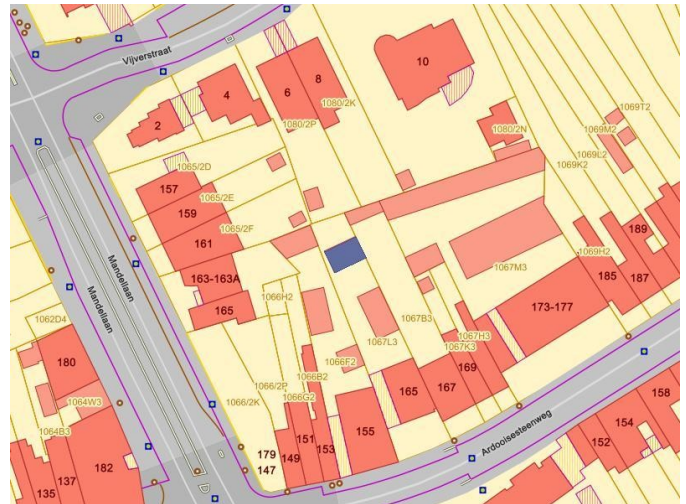 Vijverstraat
2
4
6
8
10
1080/2K
1080/2P
1080/2N
1069T2
1069M2
1069L2
1069K2
1065/2D
157
1065/2E
159
1065/2F
161
163-163A
165
1066H2
1067M3
1069H2
189
185
187
173-177
Mandellaan
Mandellaan
1062D4
180
1064W3
1064B3
135
137
182
1067B3
1067L3
1067H3
1067K3
169
167
165
1066F2
1066B2
1066/2P
1066G2
1066/2K
155
179
147
149
151
153
Ardooisesteenweg
158
154
152